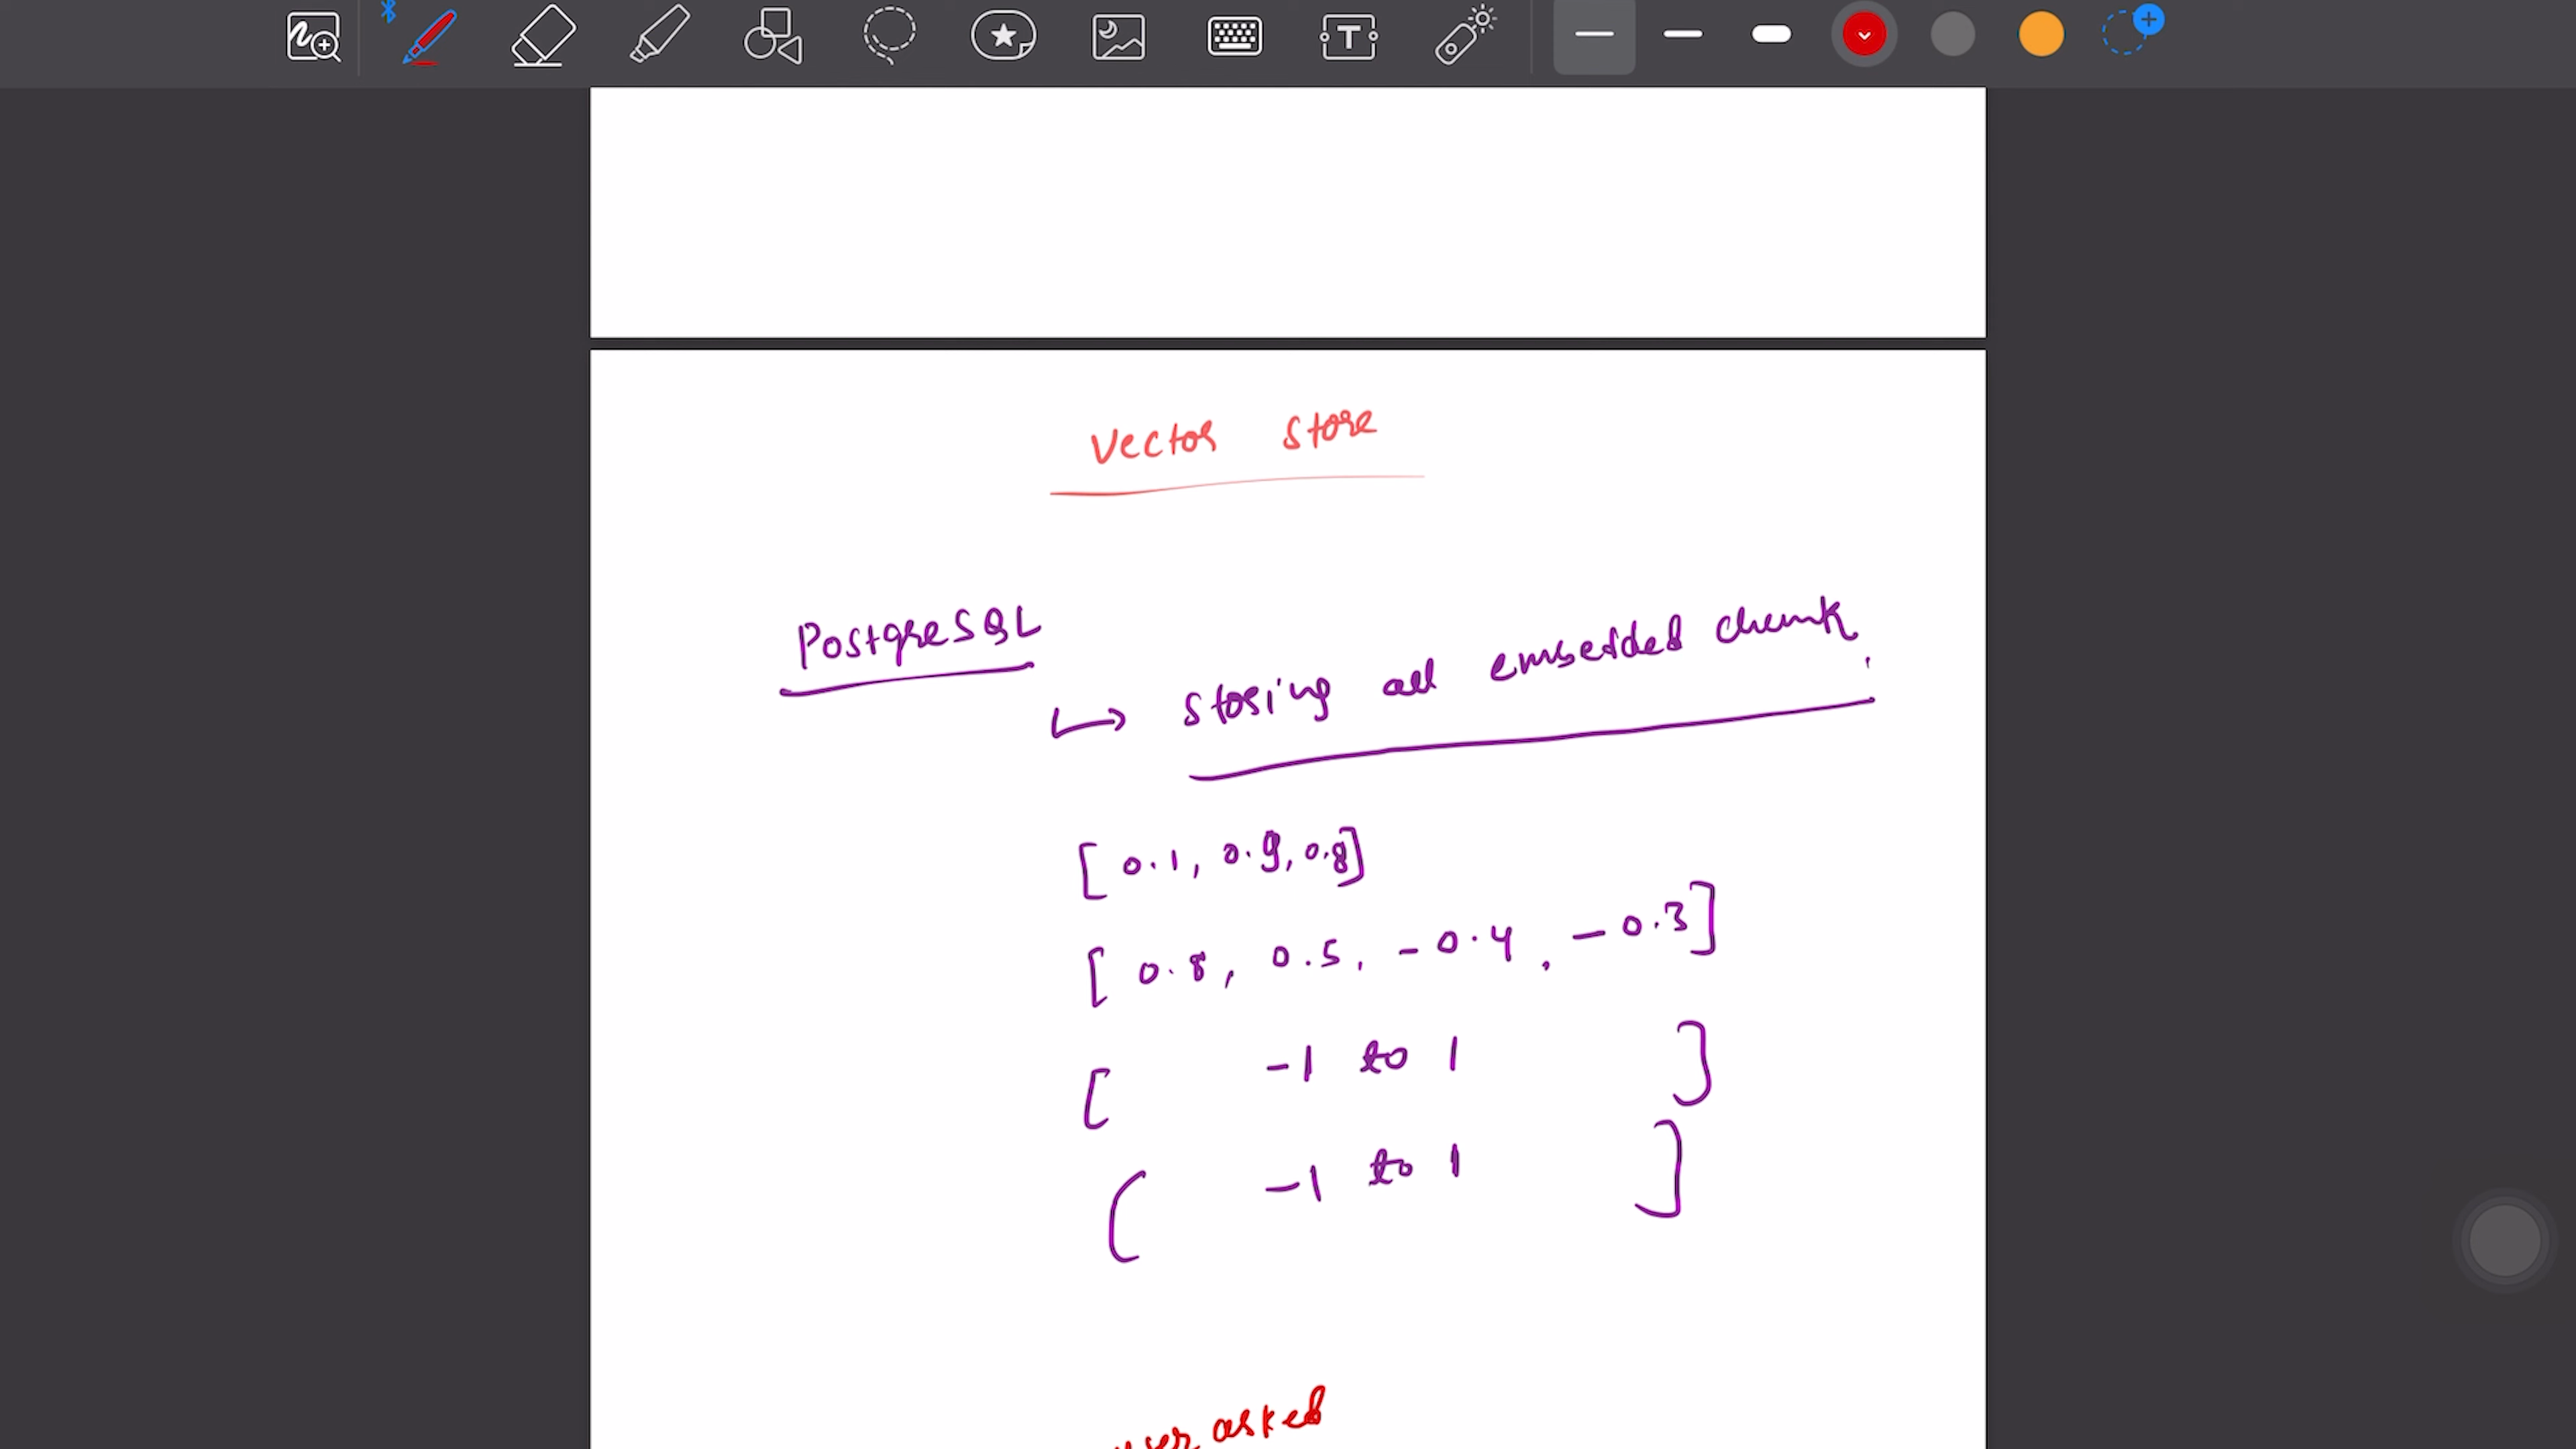 Vector Store
PostgreSQL
↳ storing all embedded chunk.
[ 0.1, 0.9, 0.8]
[ 0.8, 0.5, -0.4, -0.3]
[ -1 to 1 ]
( -1 to 1 ]
user asked